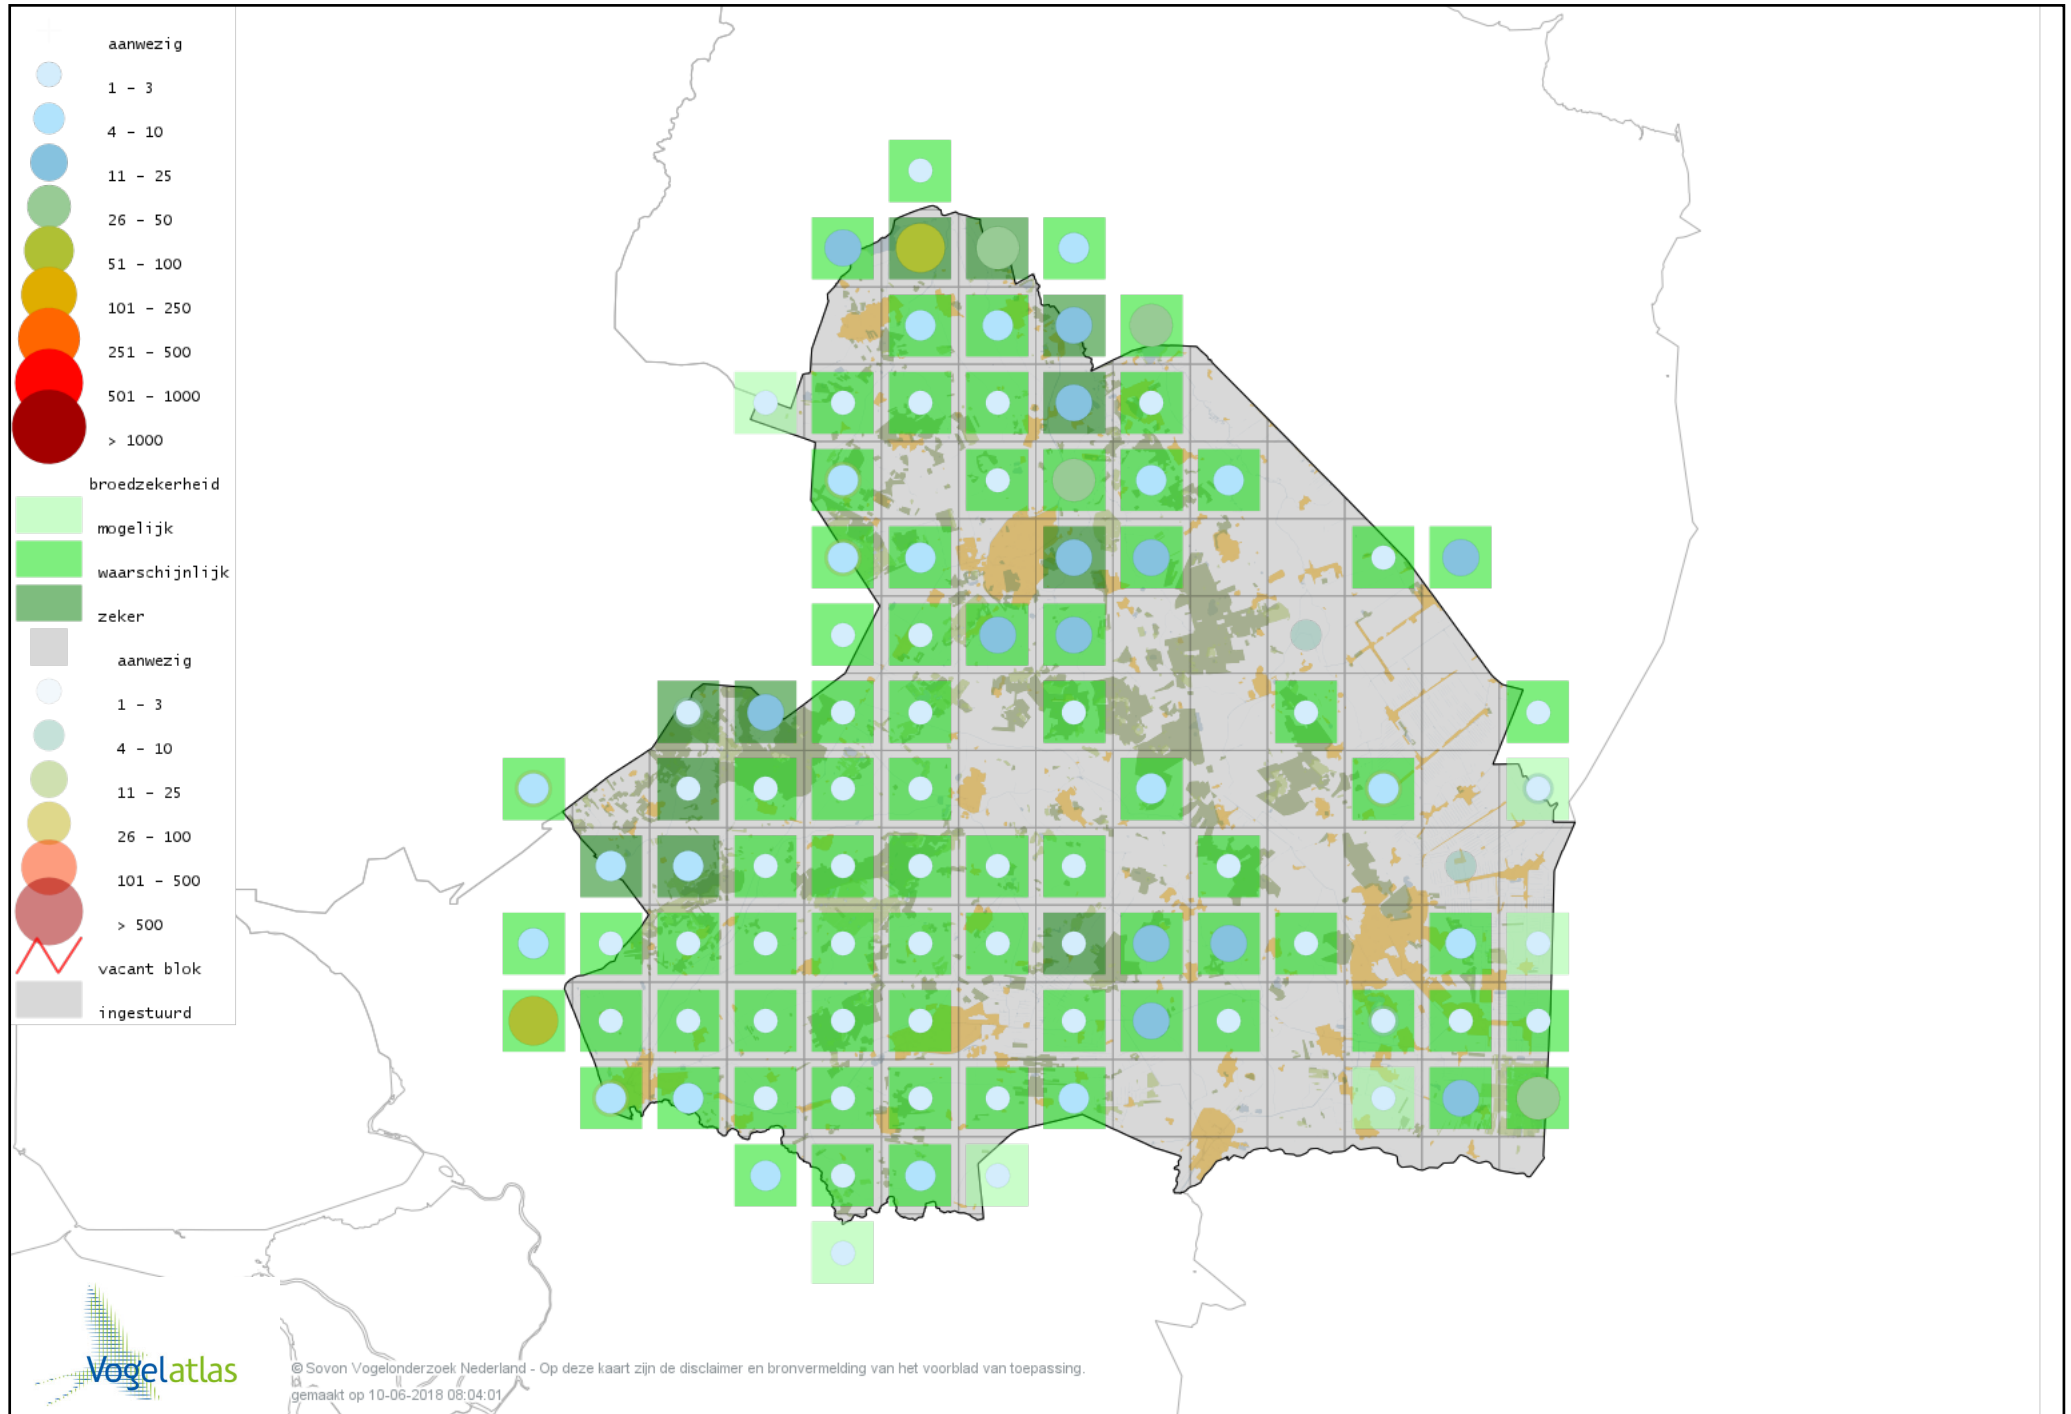 aanwezig
1 - 3
4 - 10
11 - 25
26 - 50
51 - 100
101 - 250
251 - 500
501 - 1000
> 1000
broedzekerheid
mogelijk
waarschijnlijk
zeker
aanwezig
1 - 3
4 - 10
11 - 25
26 - 100
101 - 500
> 500
vacant blok
ingestuurd
Vogelatlas
© Sovon Vogelonderzoek Nederland - Op deze kaart zijn de disclaimer en bronvermelding van het voorblad van toepassing.
gemaakt op 10-06-2018 08:04:01